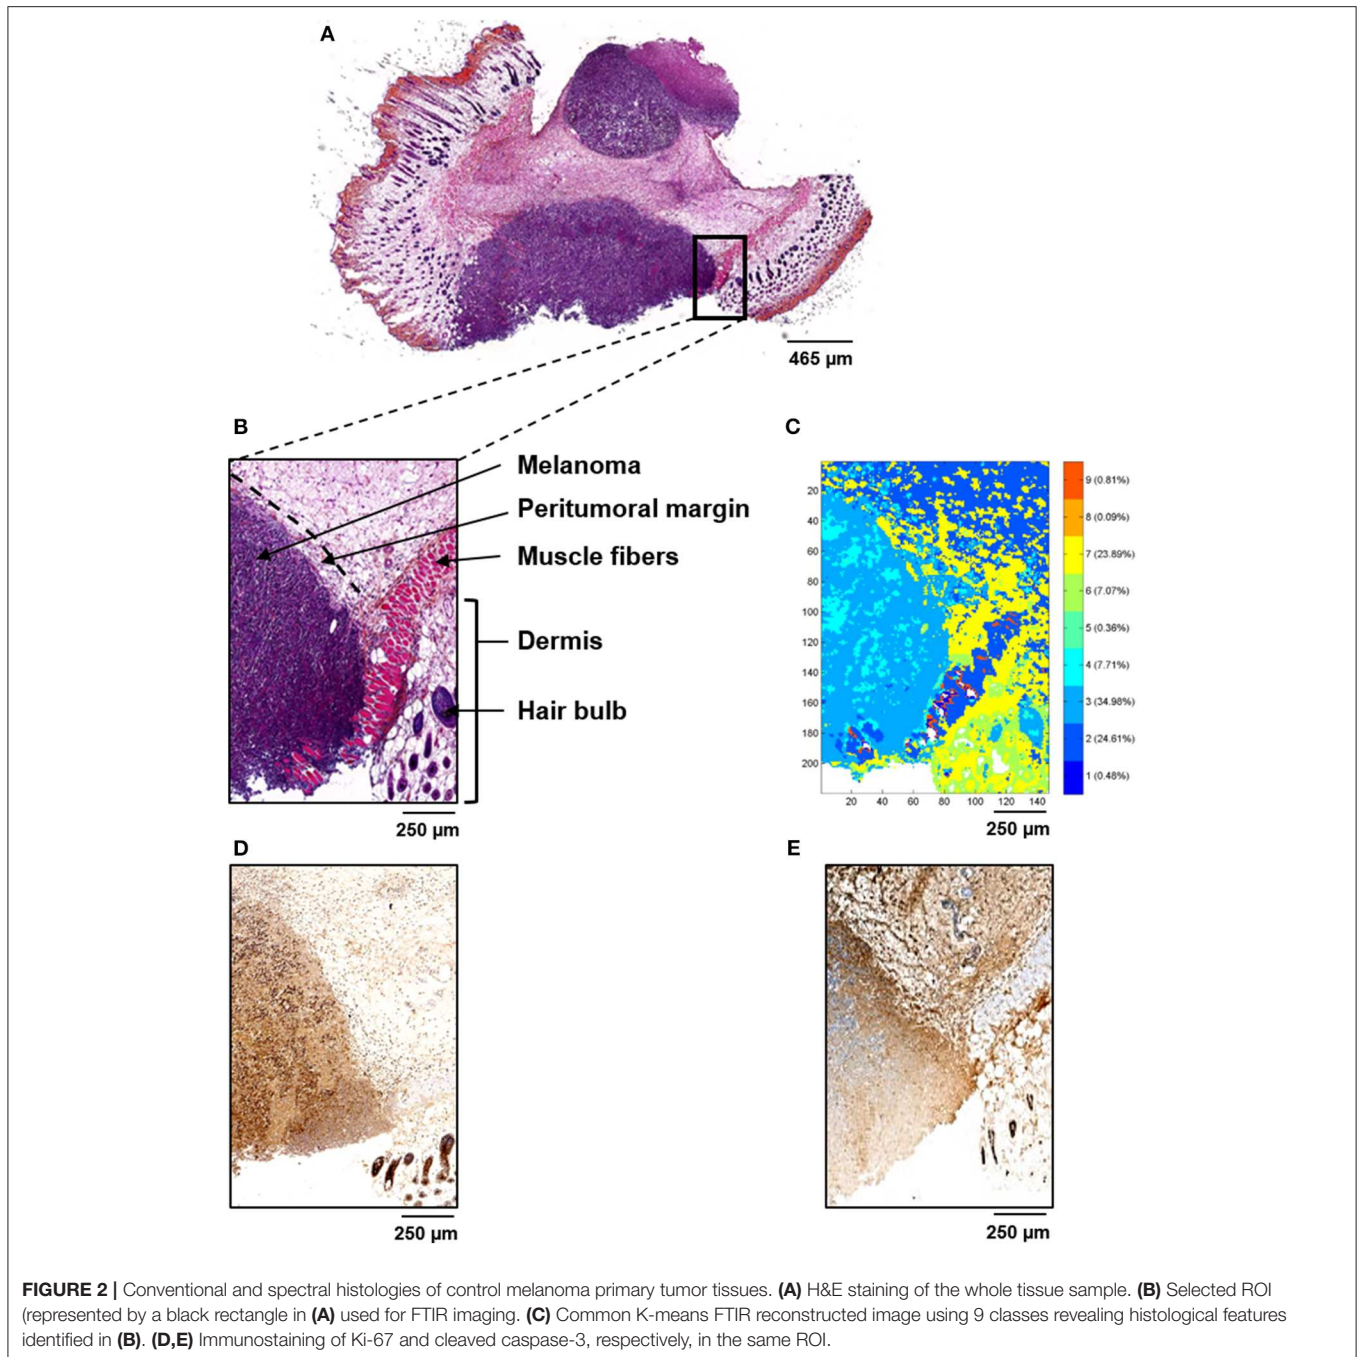 A
465 µm
B
C
Melanoma
Peritumoral margin
Muscle fibers
Dermis
Hair bulb
250 µm
20
40
60
80
100
120
140
160
180
200
20 40 60 80 100 120 140
9 (0.81%)
8 (0.09%)
7 (23.89%)
6 (7.07%)
5 (0.36%)
4 (7.71%)
3 (34.98%)
2 (24.61%)
1 (0.48%)
250 µm
D
E
250 µm
250 µm
FIGURE 2 | Conventional and spectral histologies of control melanoma primary tumor tissues. (A) H&E staining of the whole tissue sample. (B) Selected ROI
(represented by a black rectangle in (A) used for FTIR imaging. (C) Common K-means FTIR reconstructed image using 9 classes revealing histological features
identified in (B). (D,E) Immunostaining of Ki-67 and cleaved caspase-3, respectively, in the same ROI.